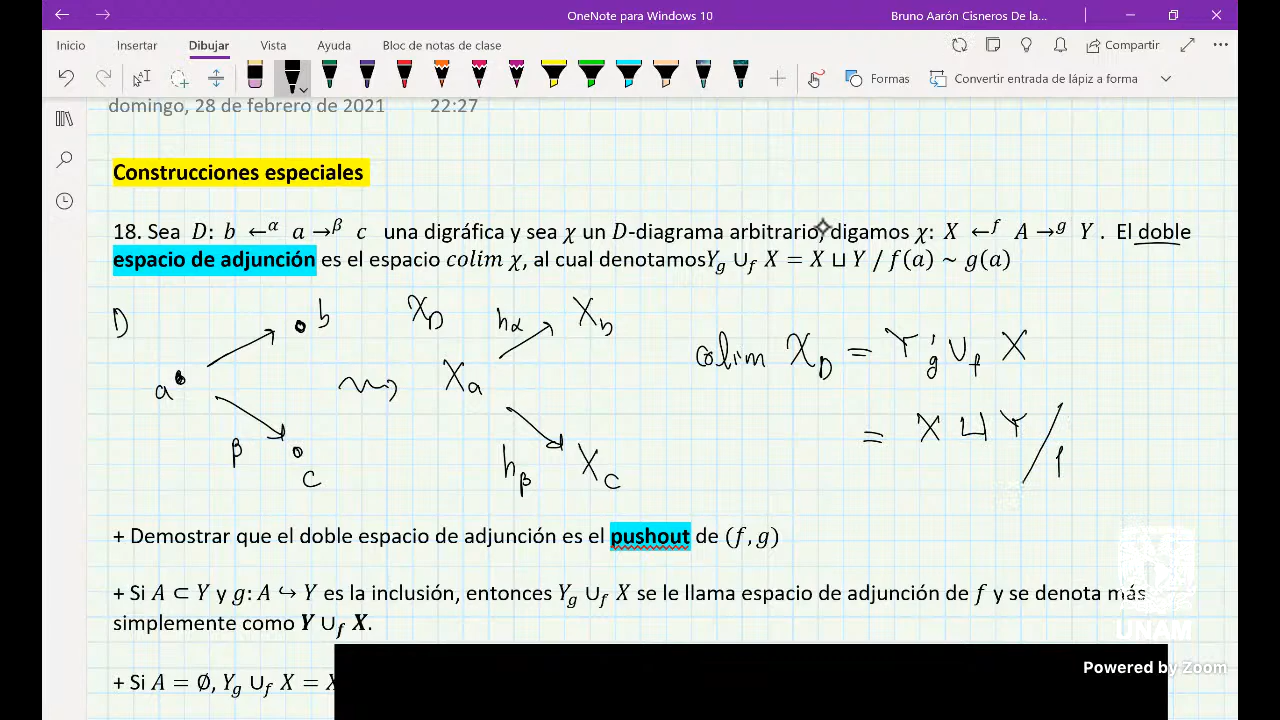 OneNote para Windows 10
Bruno Aarón Cisneros De la...
Inicio Insertar Dibujar Vista Ayuda Bloc de notas de clase
Compartir
Formas
Convertir entrada de lápiz a forma
domingo, 28 de febrero de 2021 22:27
Construcciones especiales
18. Sea D: b ←ᵅ a →ᵝ c una digráfica y sea χ un D-diagrama arbitrario, digamos χ: X ←ᶠ A →ᵍ Y . El doble
espacio de adjunción es el espacio colim χ, al cual denotamos Y_g ∪_f X = X ⊔ Y / f(a) ~ g(a)
D
b
a
β
c
X_D
h_α
X_b
X_a
h_β
X_c
colim X_D = Y_g ∪_f X
= X ⊔ Y / f
+ Demostrar que el doble espacio de adjunción es el pushout de (f, g)
+ Si A ⊂ Y y g: A ↪ Y es la inclusión, entonces Y_g ∪_f X se le llama espacio de adjunción de f y se denota más
simplemente como Y ∪_f X.
UNAM
Powered by Zoom
+ Si A = ∅, Y_g ∪_f X = X